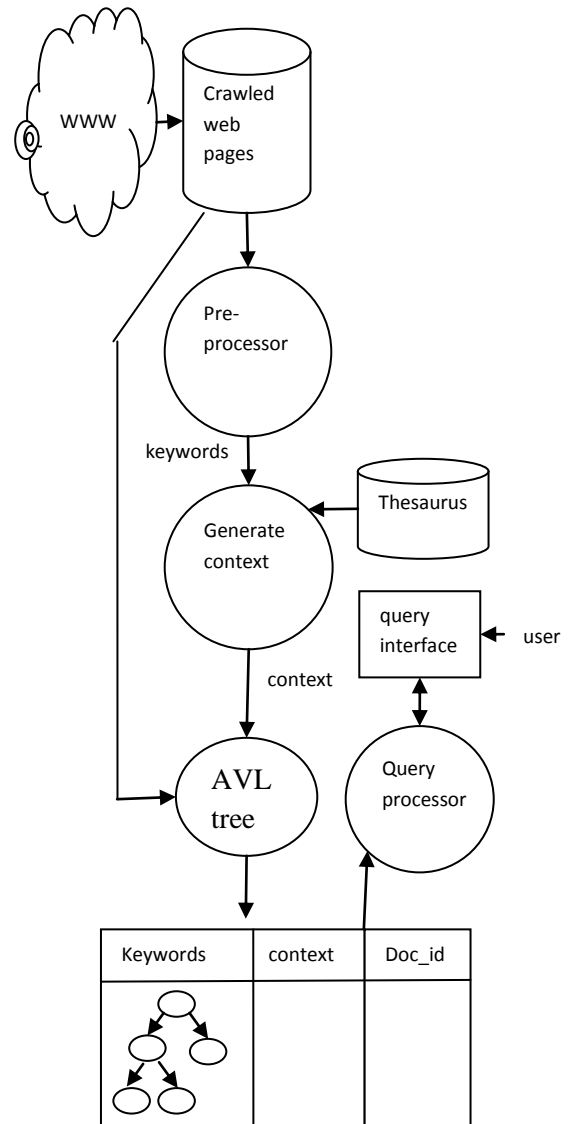 WWW
Crawled
web
pages
Pre-
processor
keywords
Generate
context
Thesaurus
query
interface
user
context
AVL
tree
Query
processor
Keywords context Doc_id